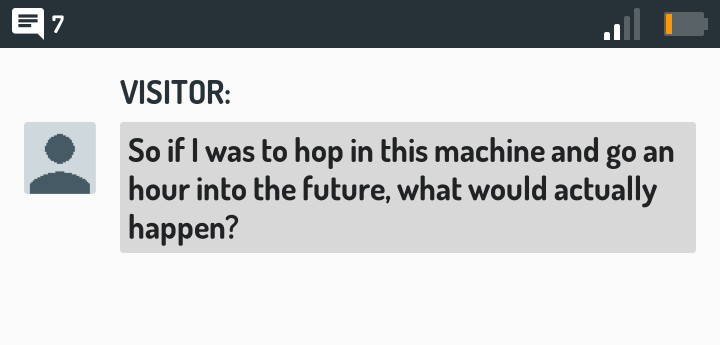 7
VISITOR:
So if I was to hop in this machine and go an
hour into the future, what would actually
happen?